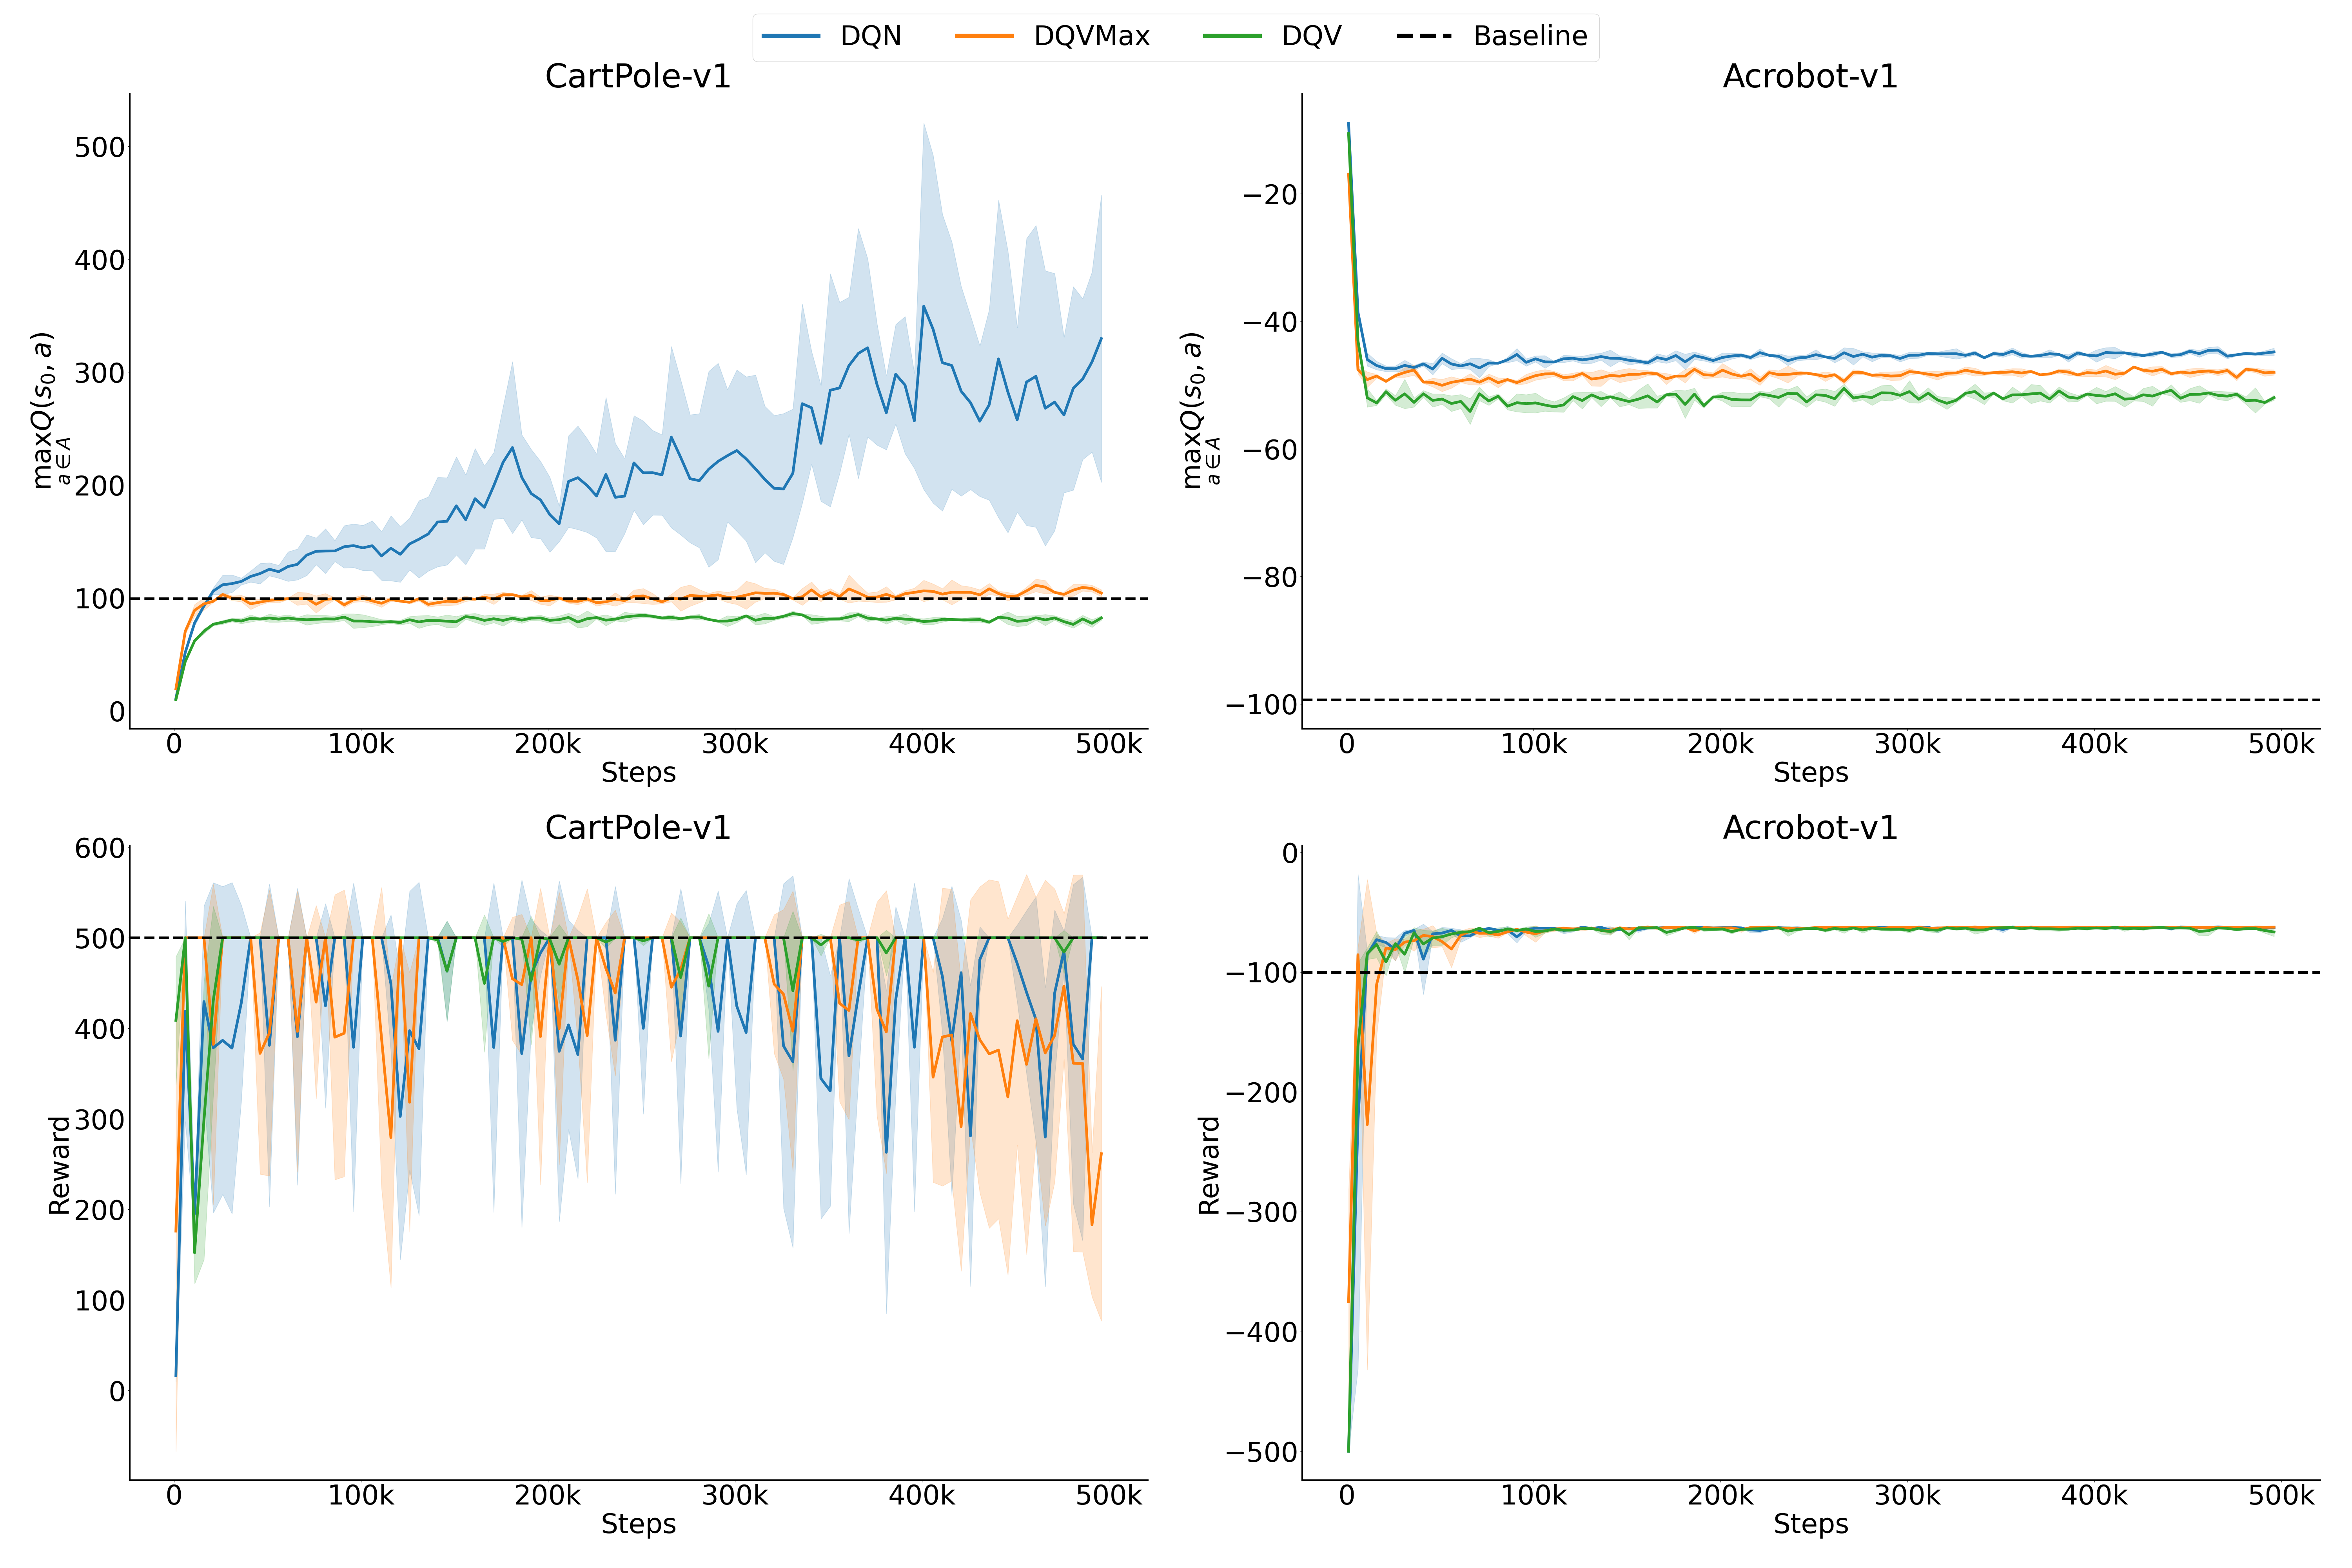 DQN DQVMax DQV Baseline
CartPole-v1
500
400
300
200
100
0
max Q(s0, a)
a ∈ A
0 100k 200k 300k 400k 500k
Steps
Acrobot-v1
−20
−40
−60
−80
−100
max Q(s0, a)
a ∈ A
0 100k 200k 300k 400k 500k
Steps
CartPole-v1
600
500
400
300
200
100
0
Reward
0 100k 200k 300k 400k 500k
Steps
Acrobot-v1
0
−100
−200
−300
−400
−500
Reward
0 100k 200k 300k 400k 500k
Steps